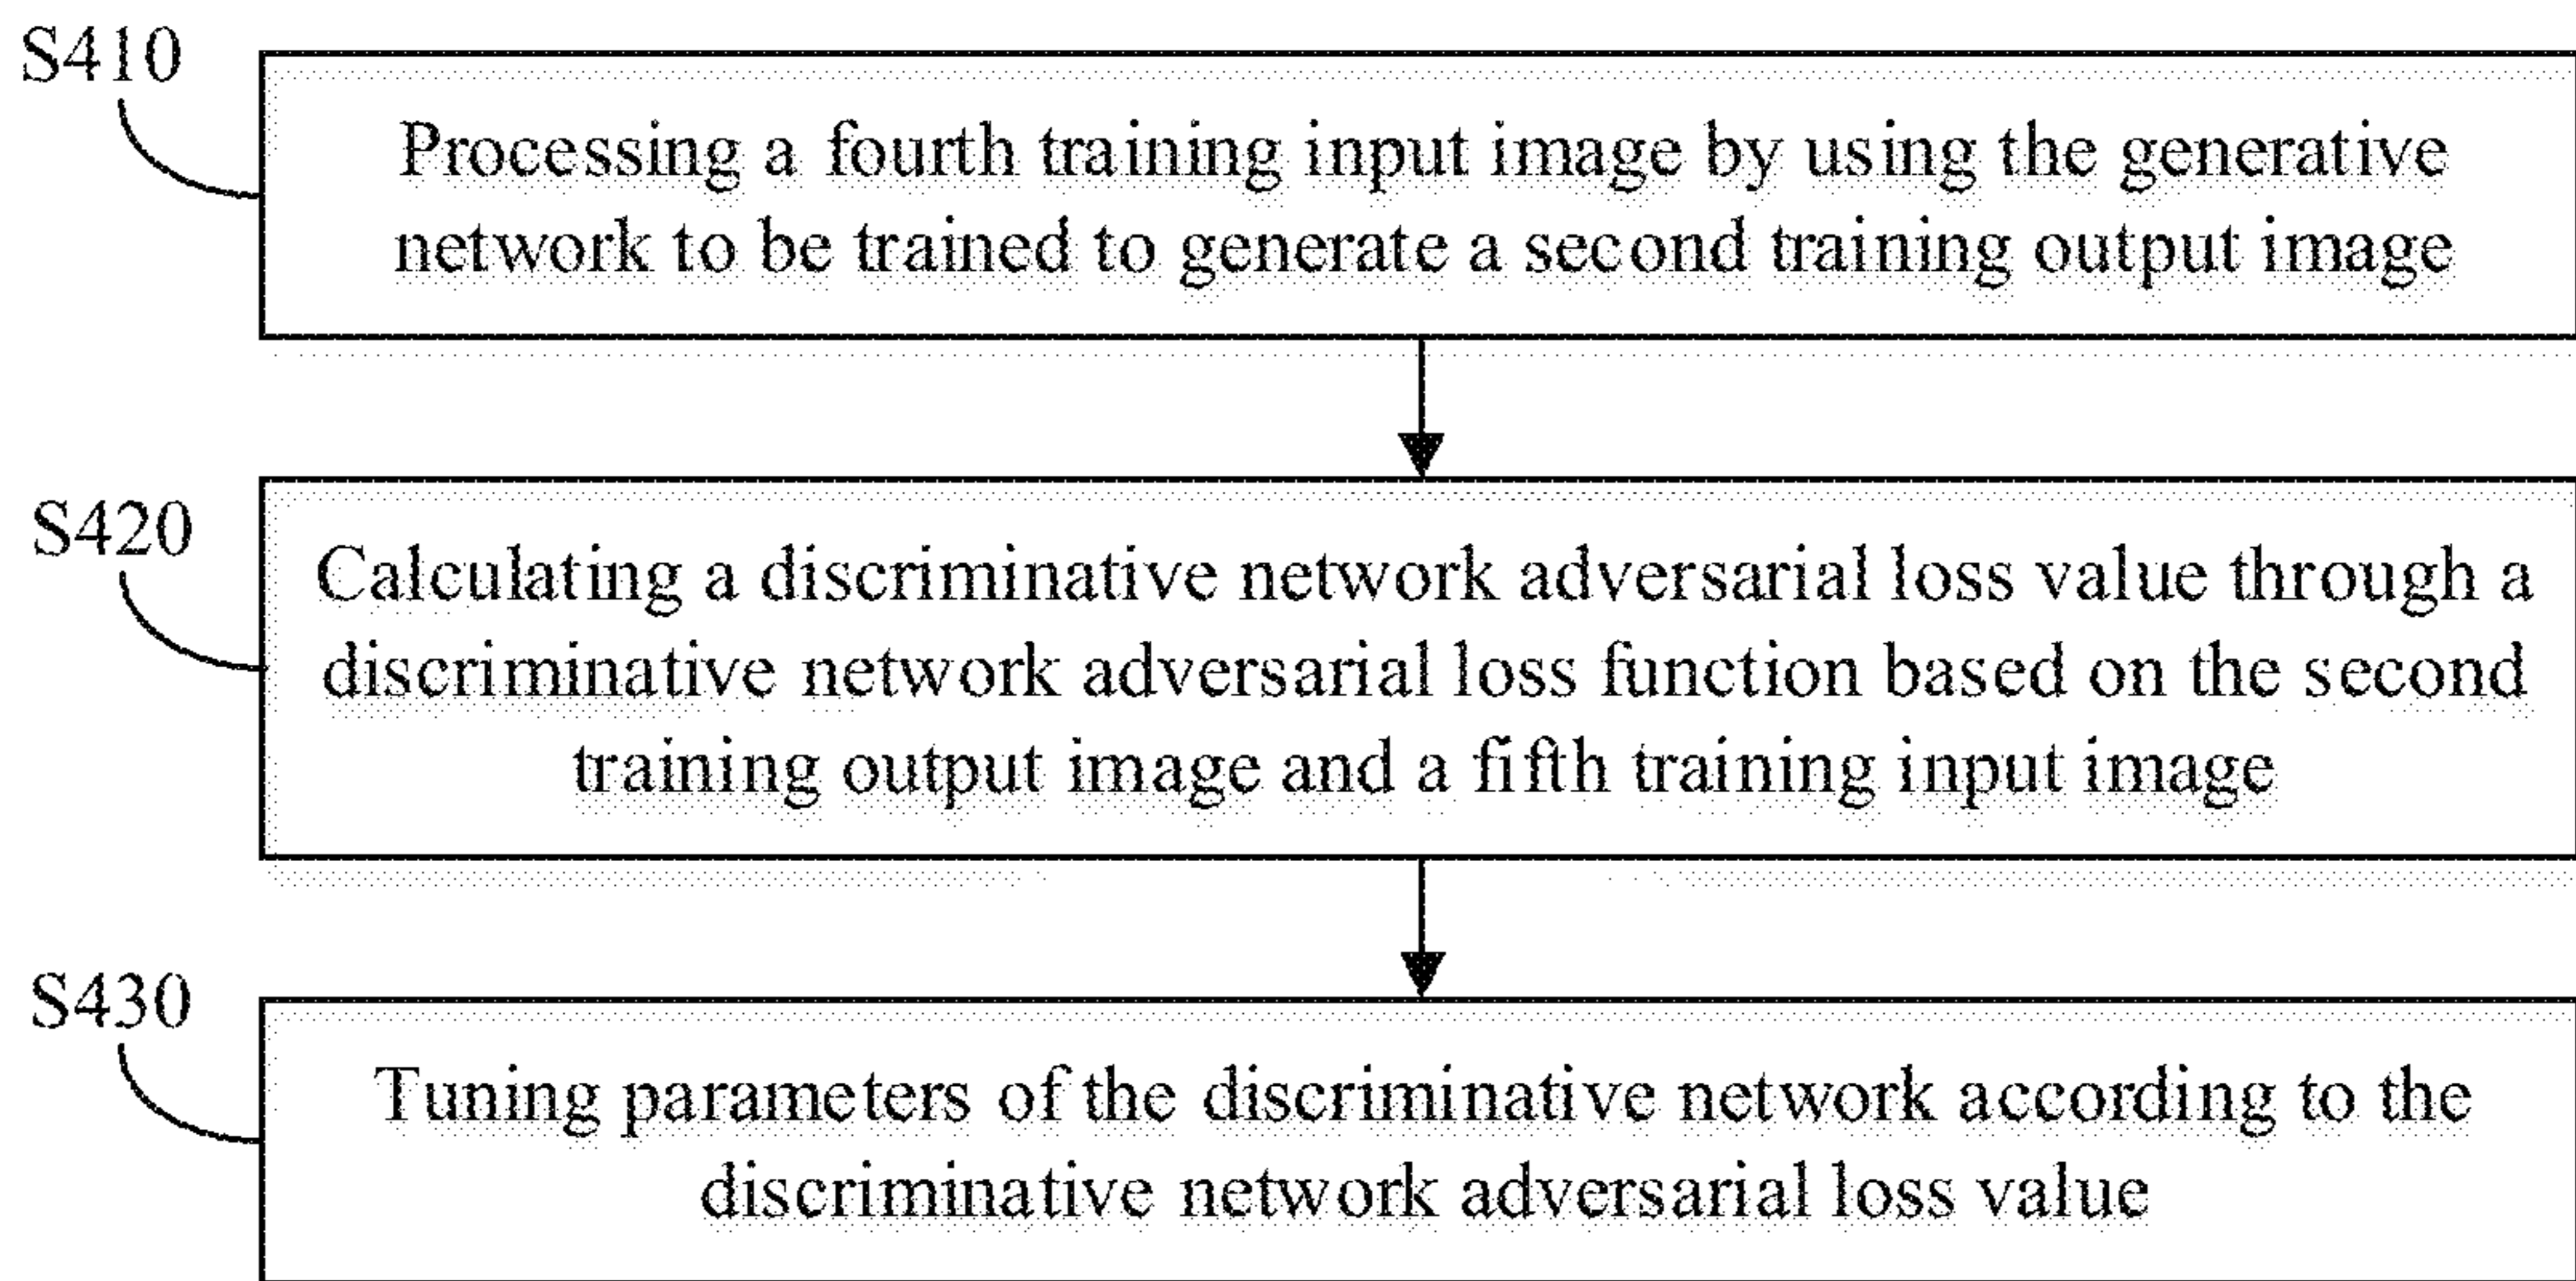 S410
Processing a fourth training input image by using the generative
network to be trained to generate a second training output image
S420
Calculating a discriminative network adversarial loss value through a
discriminative network adversarial loss function based on the second
training output image and a fifth training input image
S430
Tuning parameters of the discriminative network according to the
discriminative network adversarial loss value